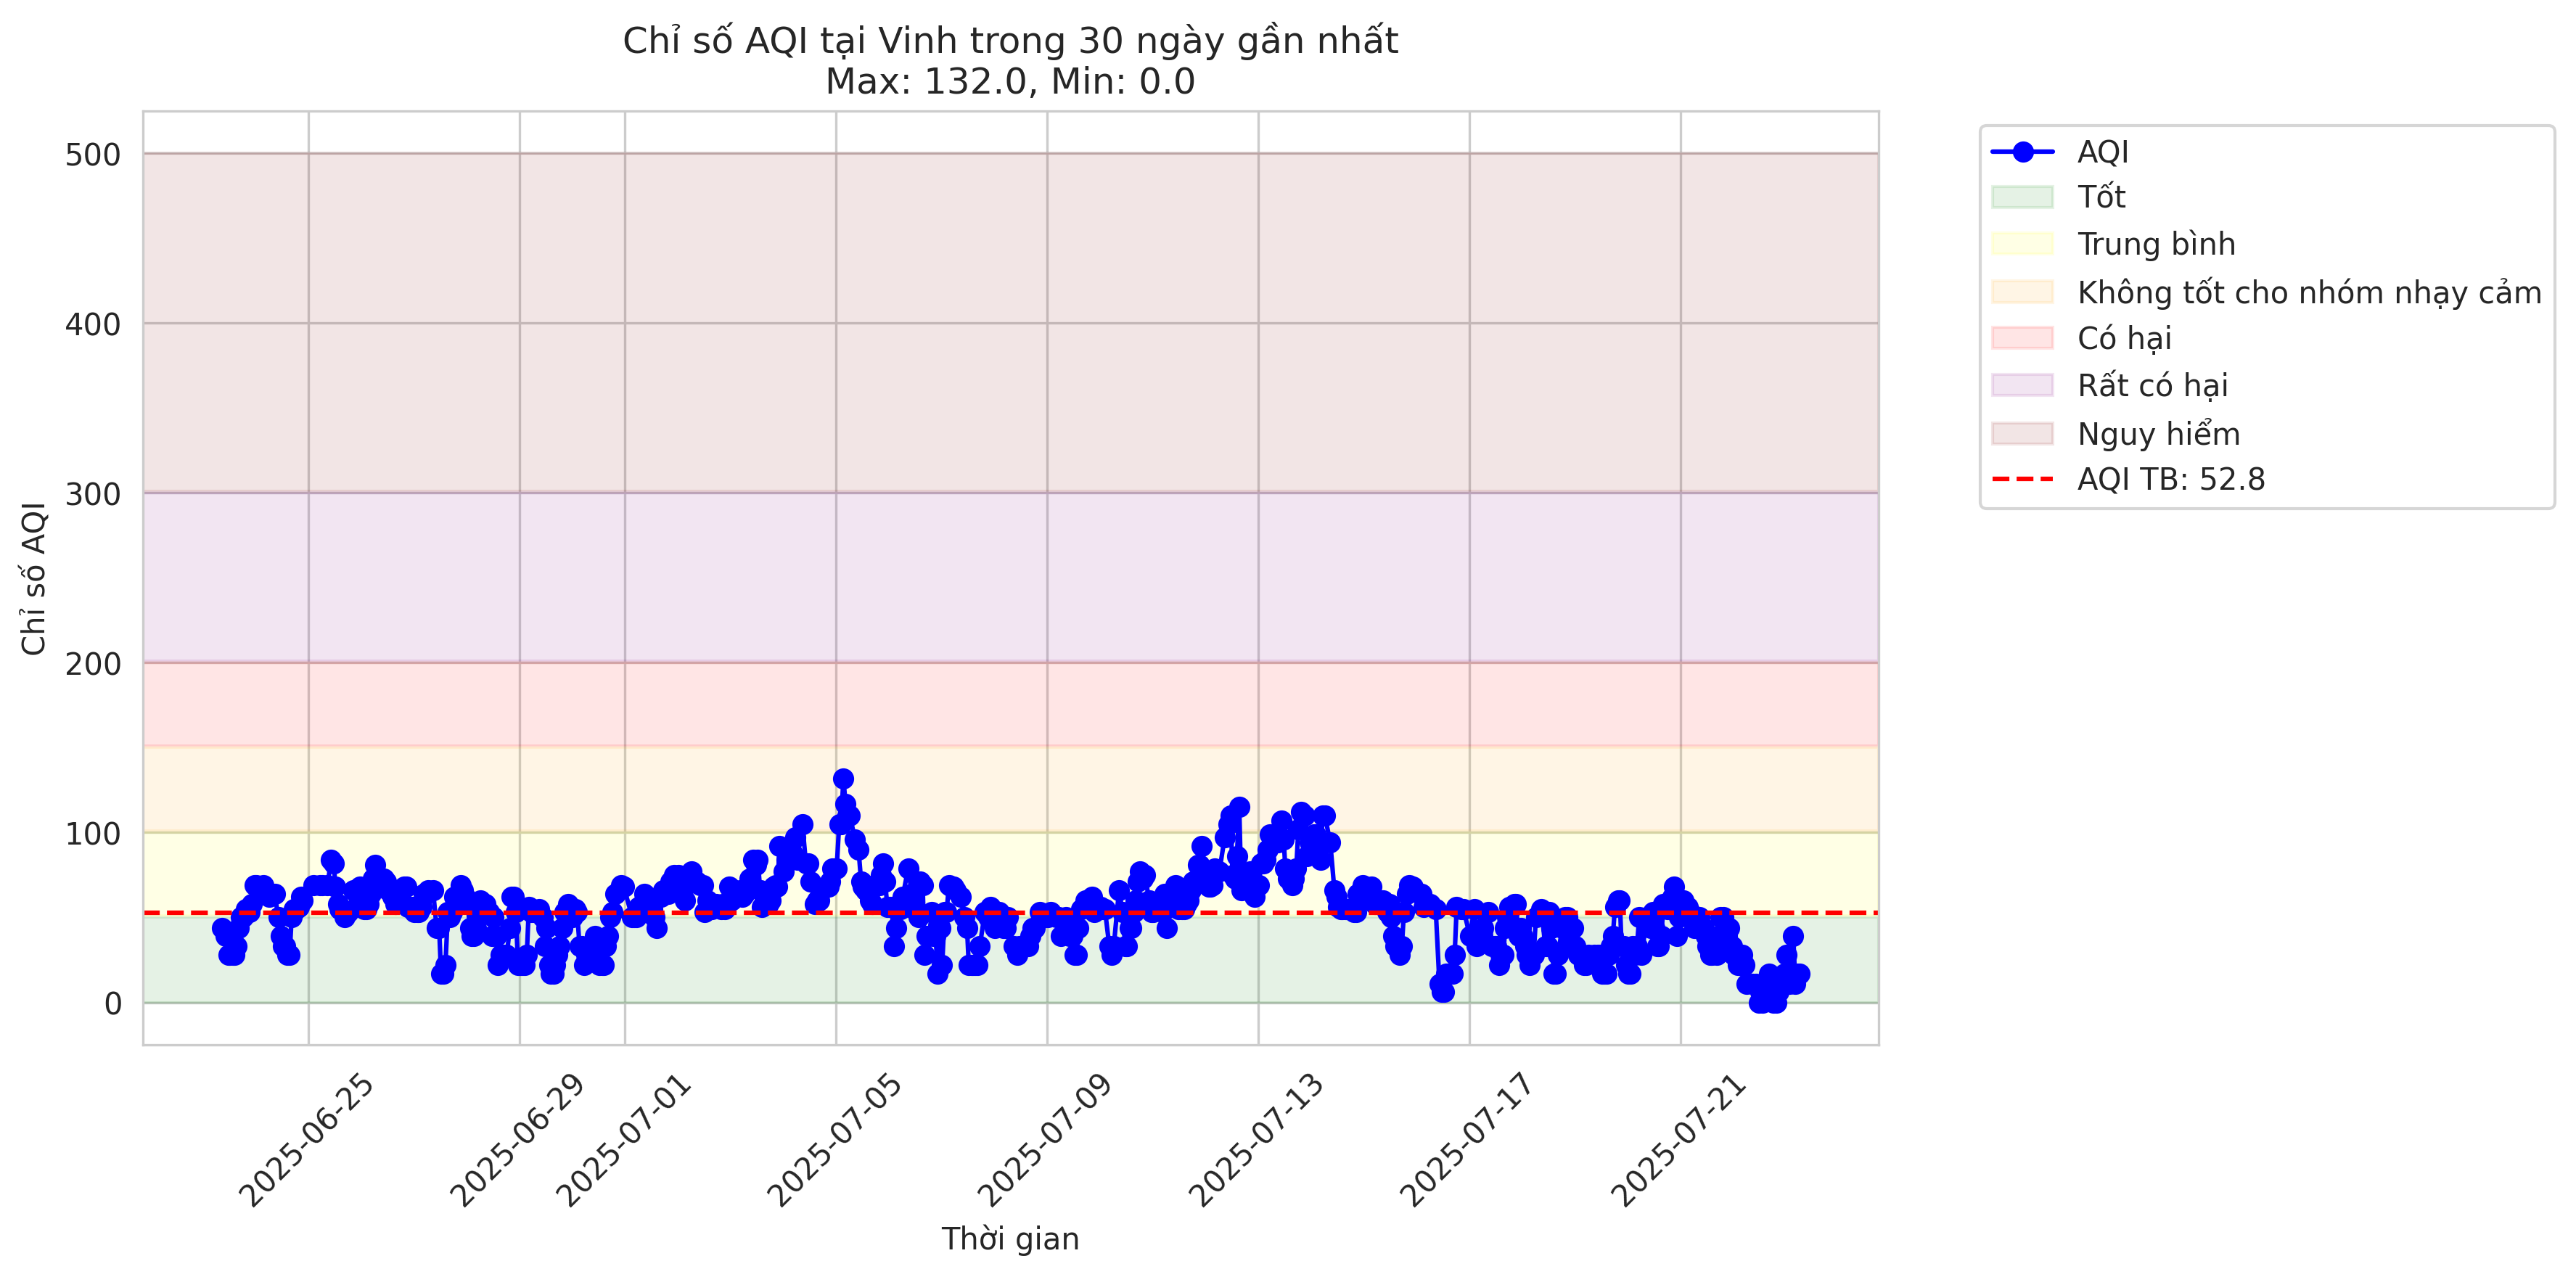 Chỉ số AQI tại Vinh trong 30 ngày gần nhất
Max: 132.0, Min: 0.0
Chỉ số AQI
500
400
300
200
100
0
2025-06-25
2025-06-29
2025-07-01
2025-07-05
2025-07-09
2025-07-13
2025-07-17
2025-07-21
Thời gian
AQI
Tốt
Trung bình
Không tốt cho nhóm nhạy cảm
Có hại
Rất có hại
Nguy hiểm
AQI TB: 52.8